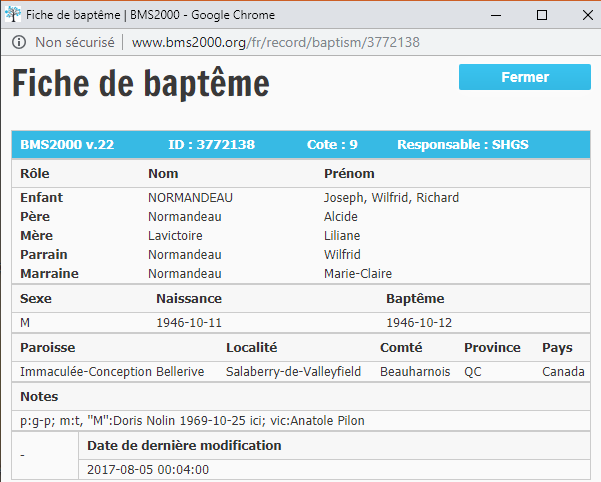 Fiche de baptême | BMS2000 - Google Chrome
Non sécurisé | www.bms2000.org/fr/record/baptism/3772138
Fiche de baptême
Fermer
BMS2000 v.22 ID : 3772138 Cote : 9 Responsable : SHGS
Rôle Nom Prénom
Enfant NORMANDEAU Joseph, Wilfrid, Richard
Père Normandeau Alcide
Mère Lavictoire Liliane
Parrain Normandeau Wilfrid
Marraine Normandeau Marie-Claire
Sexe Naissance Baptême
M 1946-10-11 1946-10-12
Paroisse Localité Comté Province Pays
Immaculée-Conception Bellerive Salaberry-de-Valleyfield Beauharnois QC Canada
Notes
p:g-p; m:t, "M":Doris Nolin 1969-10-25 ici; vic:Anatole Pilon
- Date de dernière modification
2017-08-05 00:04:00